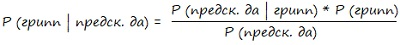 P (грипп | предск. да) = P (предск. да | грипп) * P (грипп)
P (предск. да)